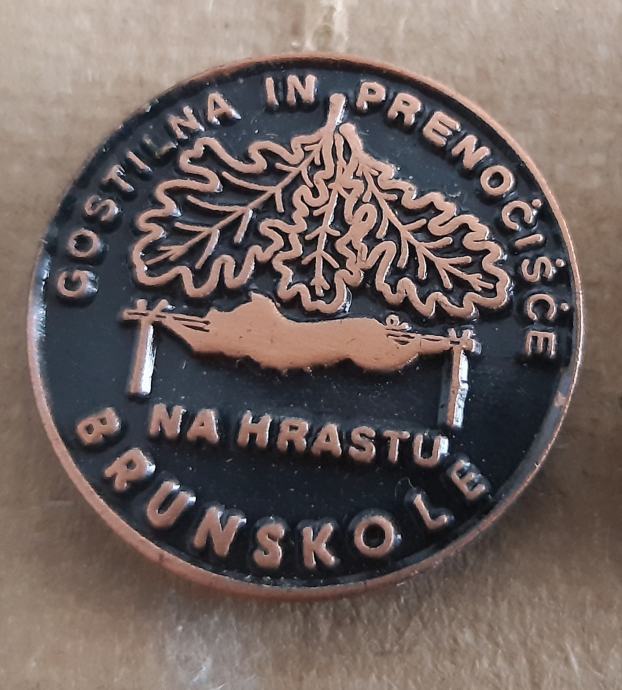 GOSTILNA IN PRENOČIŠČE
NA HRASTU
BRUNSKOLE